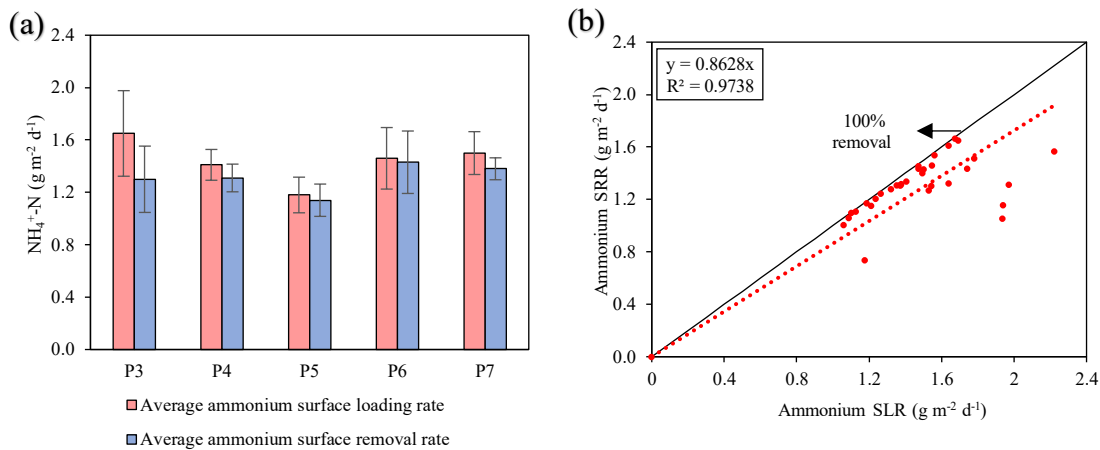 (a)
NH₄⁺-N (g m⁻² d⁻¹)
2.4
2.0
1.6
1.2
0.8
0.4
0.0
P3 P4 P5 P6 P7
Average ammonium surface loading rate
Average ammonium surface removal rate
(b)
Ammonium SRR (g m⁻² d⁻¹)
2.4
2.0
1.6
1.2
0.8
0.4
0.0
y = 0.8628x
R² = 0.9738
100%
removal
0 0.4 0.8 1.2 1.6 2 2.4
Ammonium SLR (g m⁻² d⁻¹)